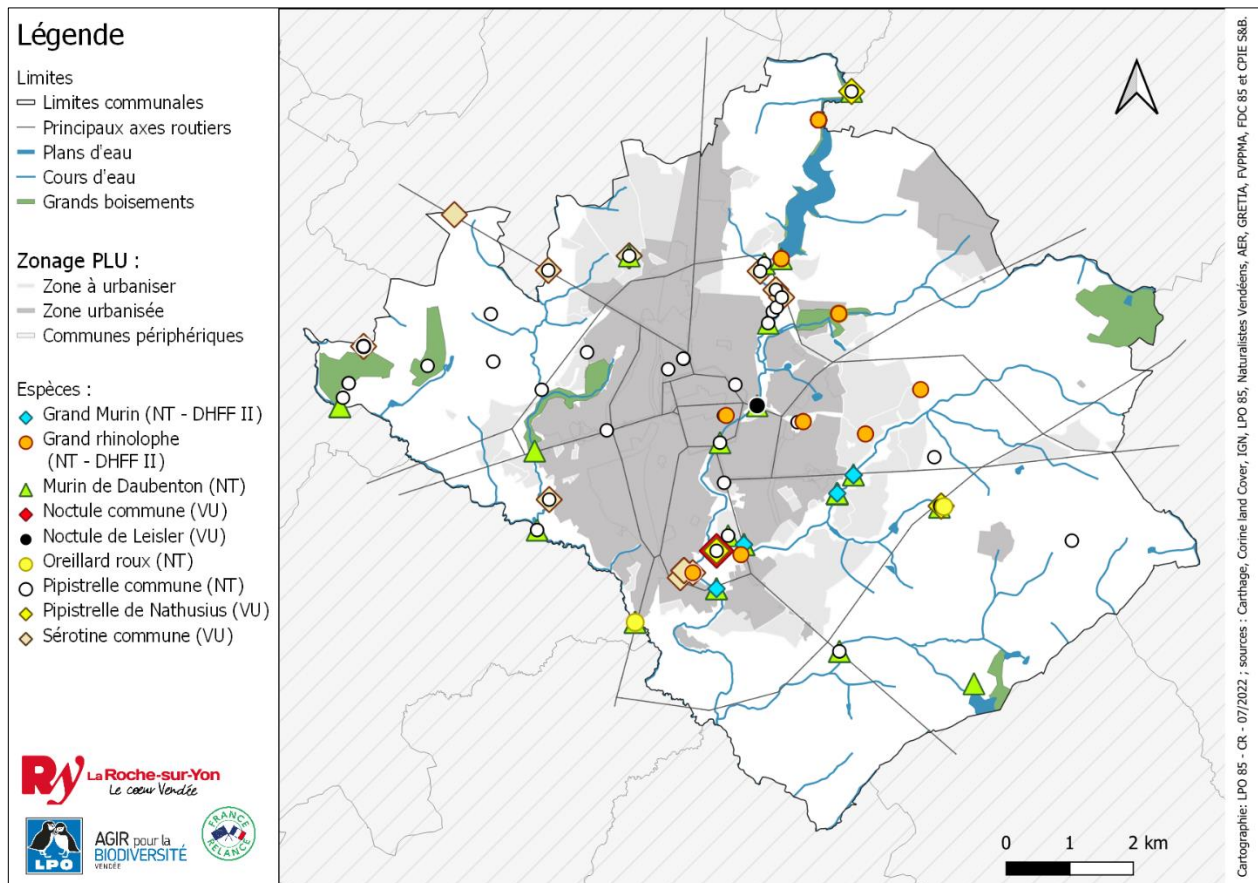 Légende
Limites
Limites communales
Principaux axes routiers
Plans d'eau
Cours d'eau
Grands boisements
Zonage PLU :
Zone à urbaniser
Zone urbanisée
Communes périphériques
Espèces :
Grand Murin (NT - DHFF II)
Grand rhinolophe
(NT - DHFF II)
Murin de Daubenton (NT)
Noctule commune (VU)
Noctule de Leisler (VU)
Oreillard roux (NT)
Pipistrelle commune (NT)
Pipistrelle de Nathusius (VU)
Sérotine commune (VU)
Ry La Roche-sur-Yon
Le cœur Vendée
LPO
AGIR pour la
BIODIVERSITÉ
VENDÉE
FRANCE
RELANCE
0 1 2 km
Cartographie: LPO 85 - CR - 07/2022 ; sources : Carthage, Corine land Cover, IGN, LPO 85, Naturalistes Vendéens, AER, GRETIA, FVPPMA, FDC 85 et CPIE S&B.